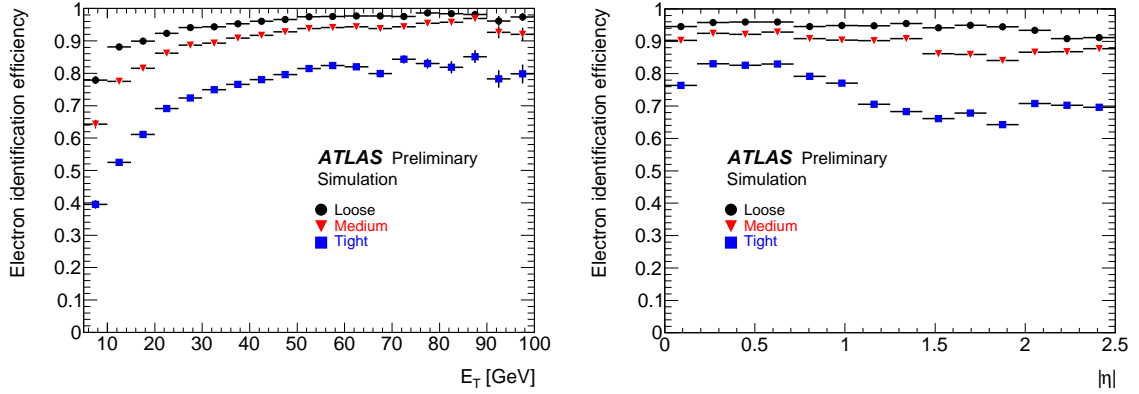 Electron identification efficiency
1
0.9
0.8
0.7
0.6
0.5
0.4
0.3
0.2
0.1
0
ATLAS Preliminary
Simulation
Loose
Medium
Tight
10 20 30 40 50 60 70 80 90 100
E_T [GeV]
Electron identification efficiency
1
0.9
0.8
0.7
0.6
0.5
0.4
0.3
0.2
0.1
0
ATLAS Preliminary
Simulation
Loose
Medium
Tight
0 0.5 1 1.5 2 2.5
|η|